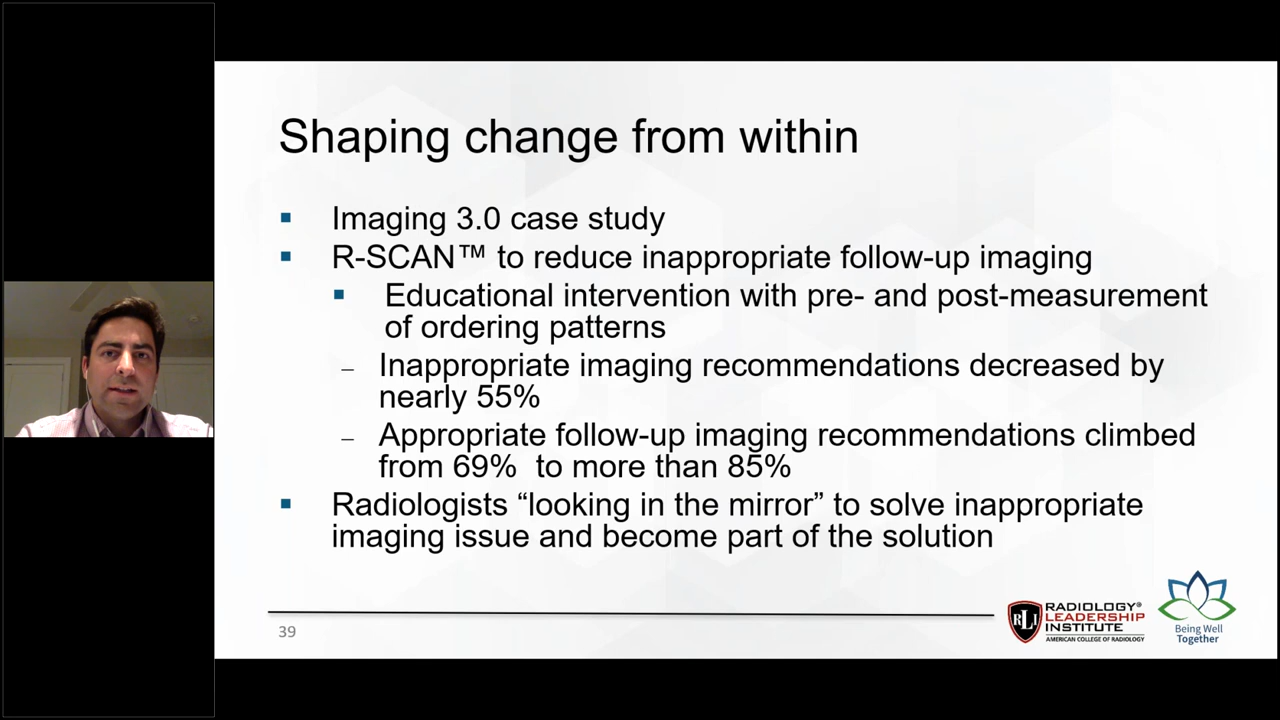 Shaping change from within
▪ Imaging 3.0 case study
▪ R-SCAN™ to reduce inappropriate follow-up imaging
▪ Educational intervention with pre- and post-measurement
of ordering patterns
– Inappropriate imaging recommendations decreased by
nearly 55%
– Appropriate follow-up imaging recommendations climbed
from 69%  to more than 85%
▪ Radiologists “looking in the mirror” to solve inappropriate
imaging issue and become part of the solution
39
RLI
RADIOLOGY®
LEADERSHIP
INSTITUTE
AMERICAN COLLEGE OF RADIOLOGY
Being Well
Together